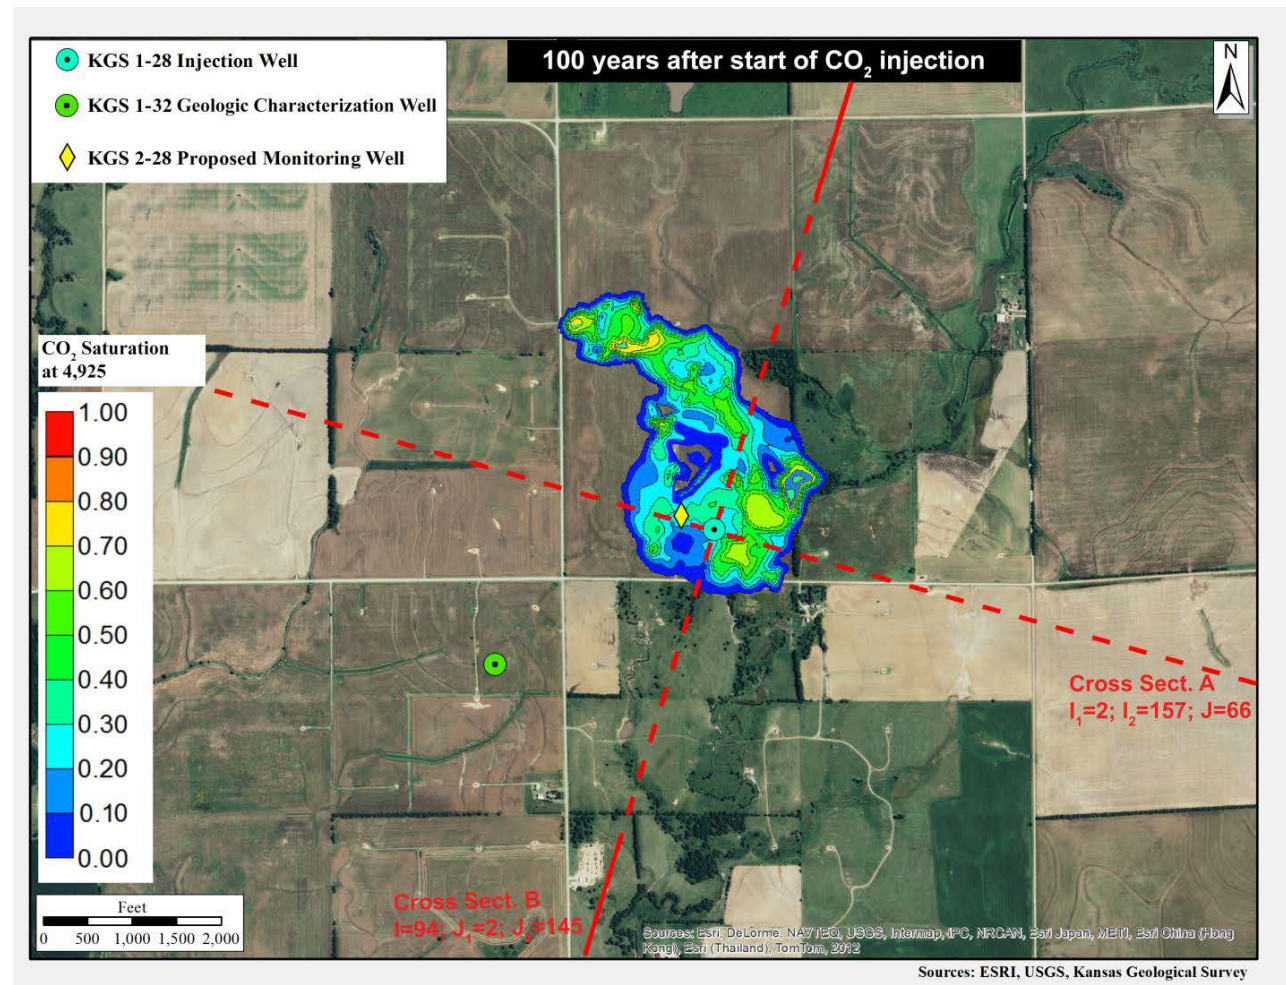 100 years after start of CO₂ injection
N
KGS 1-28 Injection Well
KGS 1-32 Geologic Characterization Well
KGS 2-28 Proposed Monitoring Well
CO₂ Saturation
at 4,925
1.00
0.90
0.80
0.70
0.60
0.50
0.40
0.30
0.20
0.10
0.00
Cross Sect. A
I₁=2; I₂=157; J=66
Cross Sect. B
I=94; J₁=2; J =145
Feet
0 500 1,000 1,500 2,000
Sources: Esri, DeLorme, NAVTEQ, USGS, Intermap, iPC, NRCAN, Esri Japan, METI, Esri China (Hong
Kong), Esri (Thailand), TomTom, 2012
Sources: ESRI, USGS, Kansas Geological Survey